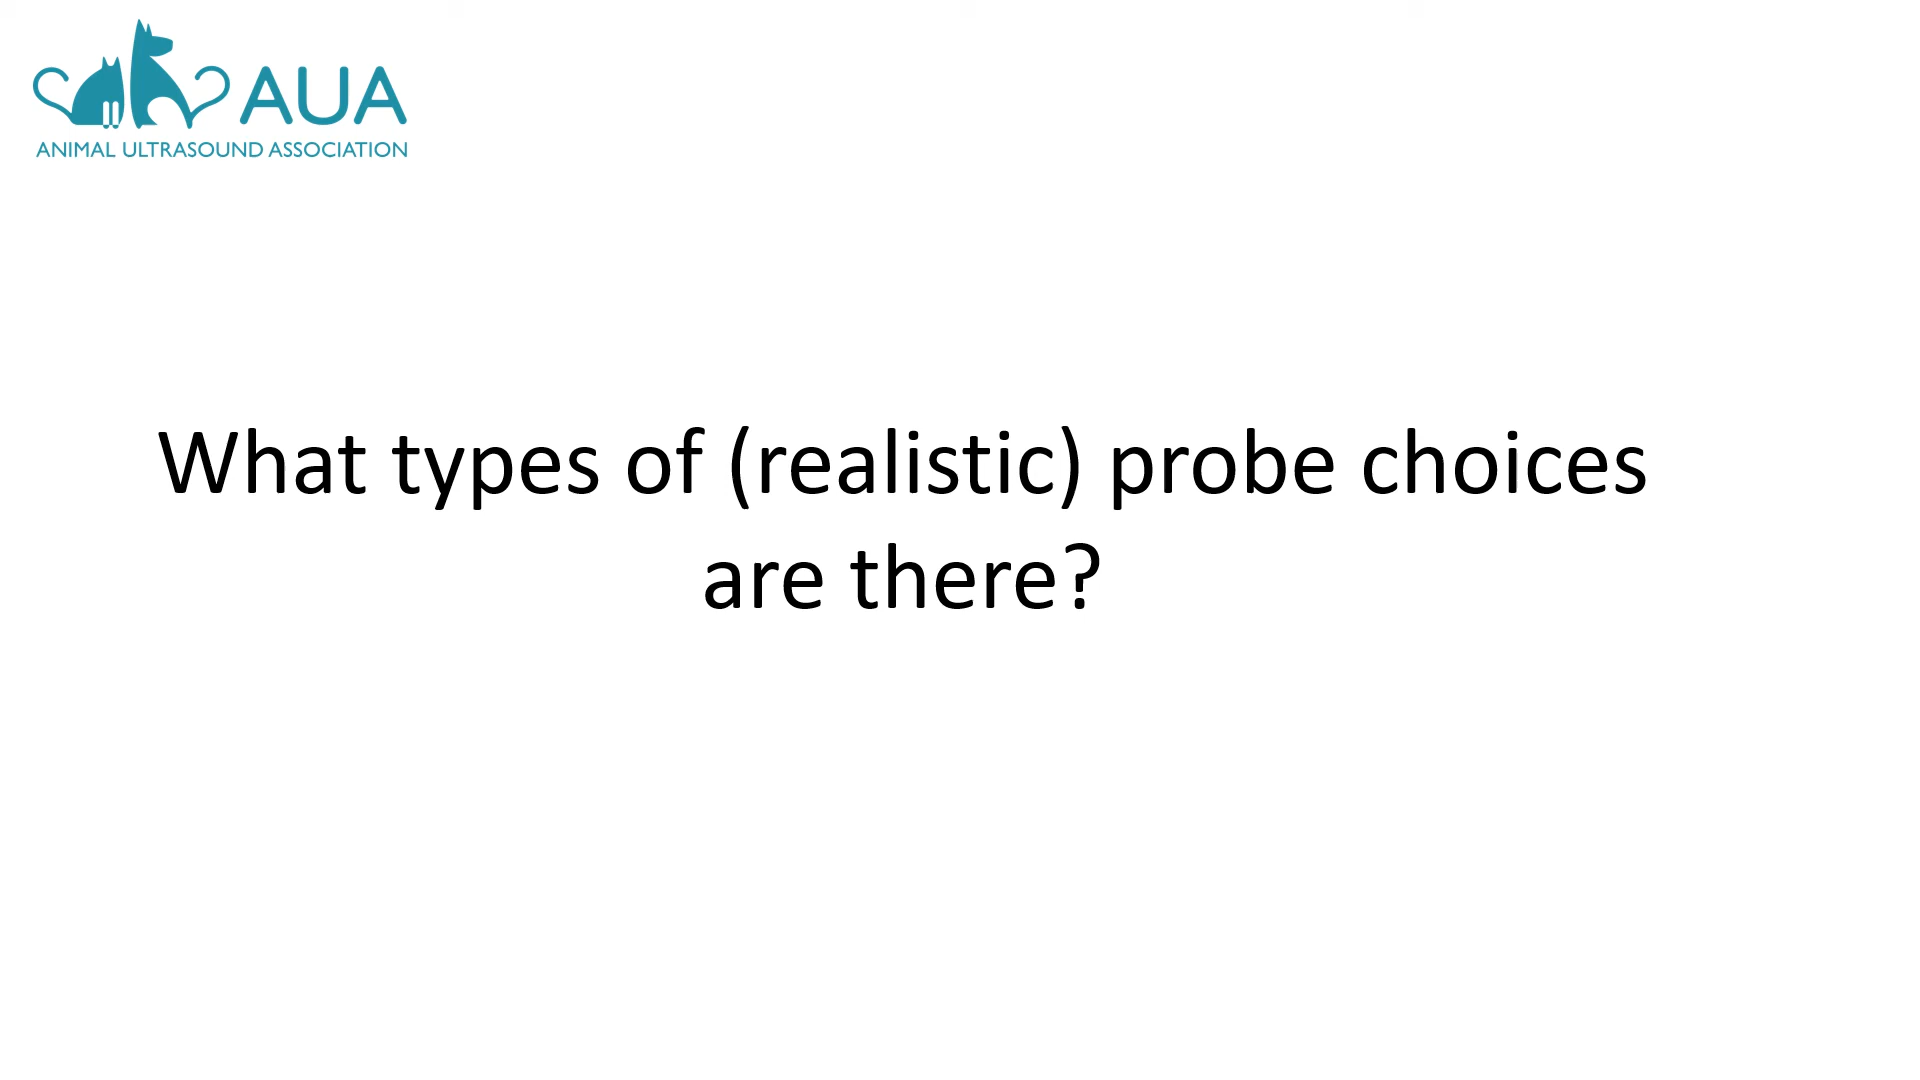 AUA
ANIMAL ULTRASOUND ASSOCIATION
What types of (realistic) probe choices
are there?